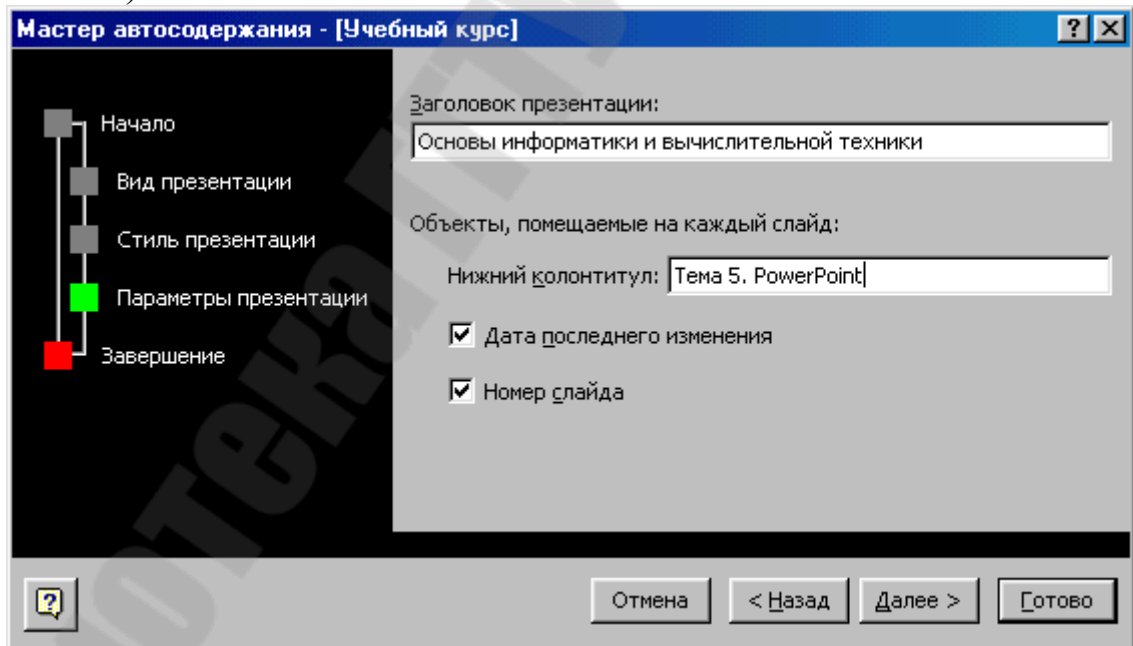 Мастер автосодержания - [Учебный курс]
Начало
Вид презентации
Стиль презентации
Параметры презентации
Завершение
Заголовок презентации:
Основы информатики и вычислительной техники
Объекты, помещаемые на каждый слайд:
Нижний колонтитул: Тема 5. PowerPoint
Дата последнего изменения
Номер слайда
Отмена < Назад Далее > Готово